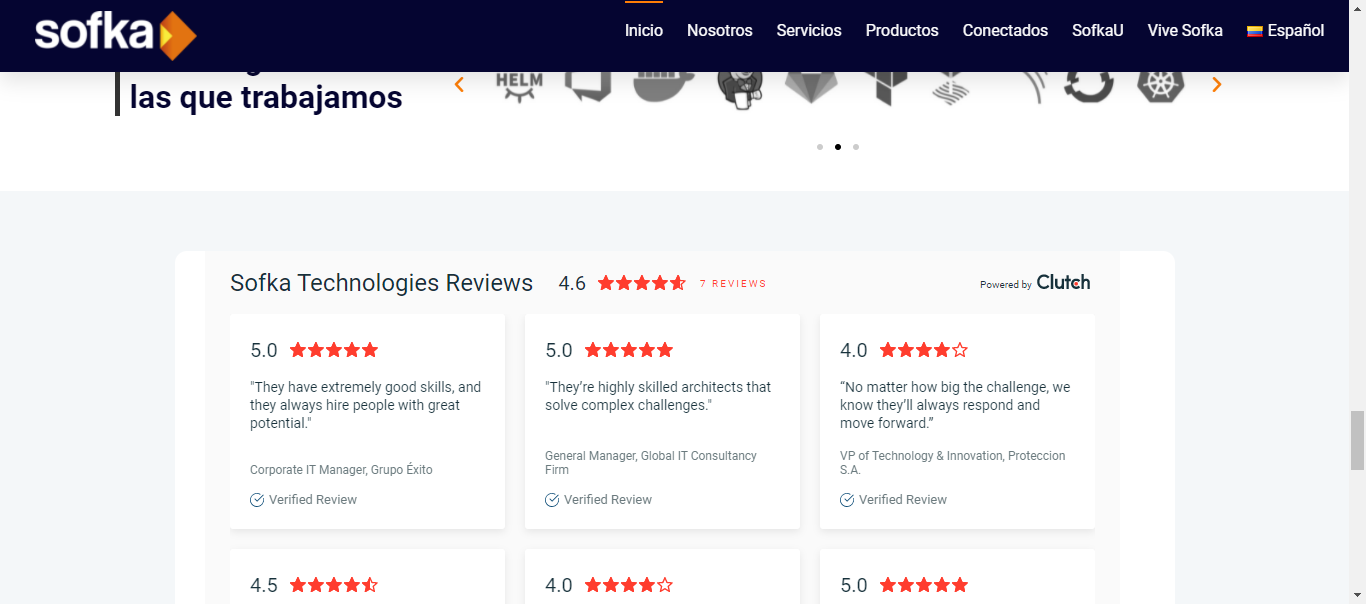 sofka
Inicio Nosotros Servicios Productos Conectados SofkaU Vive Sofka Español
las que trabajamos
HELM
Sofka Technologies Reviews 4.6 7 REVIEWS Powered by Clutch
5.0
"They have extremely good skills, and
they always hire people with great
potential."
Corporate IT Manager, Grupo Éxito
Verified Review
5.0
"They’re highly skilled architects that
solve complex challenges."
General Manager, Global IT Consultancy
Firm
Verified Review
4.0
“No matter how big the challenge, we
know they’ll always respond and
move forward.”
VP of Technology & Innovation, Proteccion
S.A.
Verified Review
4.5
4.0
5.0